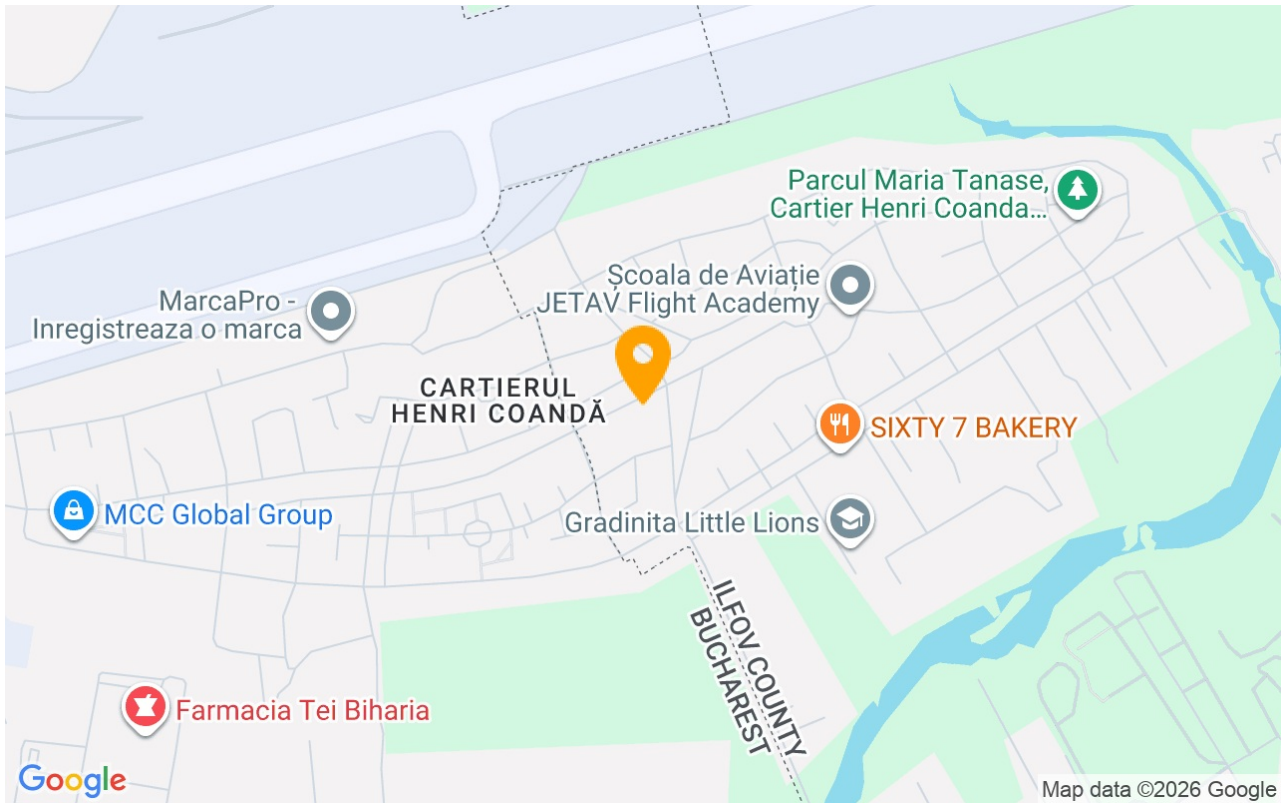 Parcul Maria Tanase,
Cartier Henri Coanda...
Școala de Aviație
JETAV Flight Academy
MarcaPro -
Inregistreaza o marca
CARTIERUL
HENRI COANDĂ
SIXTY 7 BAKERY
MCC Global Group
Gradinita Little Lions
ILFOV COUNTY
BUCHAREST
Farmacia Tei Biharia
Google
Map data ©2026 Google